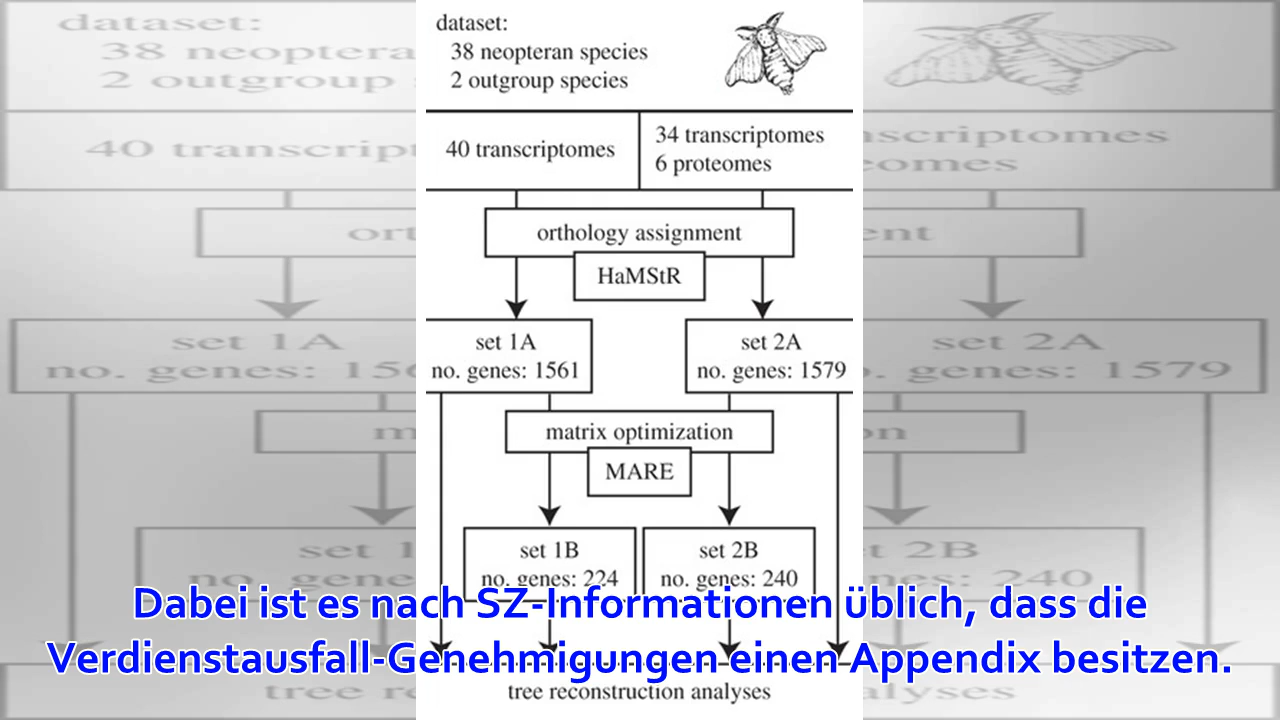 dataset:
38 neopteran species
2 outgroup species
40 transcriptomes
34 transcriptomes
6 proteomes
orthology assignment
HaMStR
set 1A
no. genes: 1561
set 2A
no. genes: 1579
matrix optimization
MARE
set 1B
no. genes: 224
set 2B
no. genes: 240
Dabei ist es nach SZ-Informationen üblich, dass die
Verdienstausfall-Genehmigungen einen Appendix besitzen.
tree reconstruction analyses